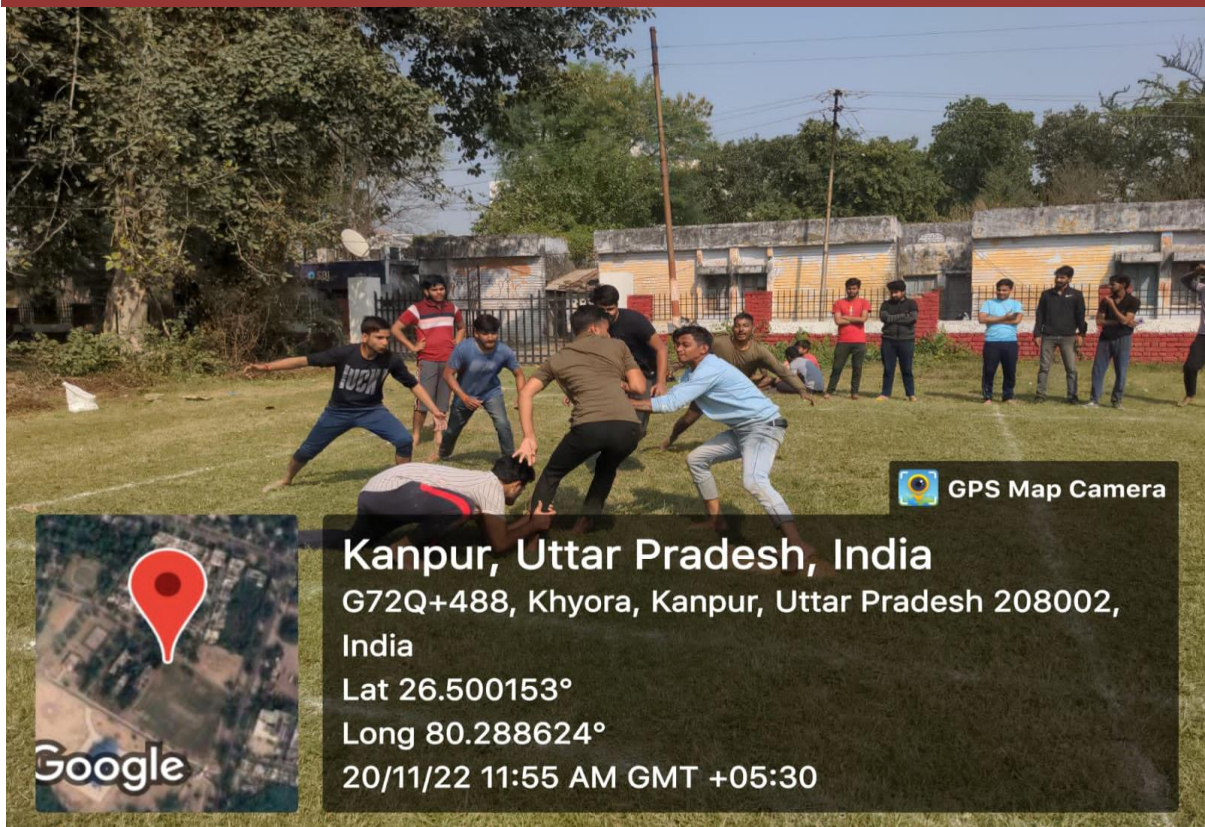 SBI
GPS Map Camera
Kanpur, Uttar Pradesh, India
G72Q+488, Khyora, Kanpur, Uttar Pradesh 208002,
India
Lat 26.500153°
Long 80.288624°
20/11/22 11:55 AM GMT +05:30
Google